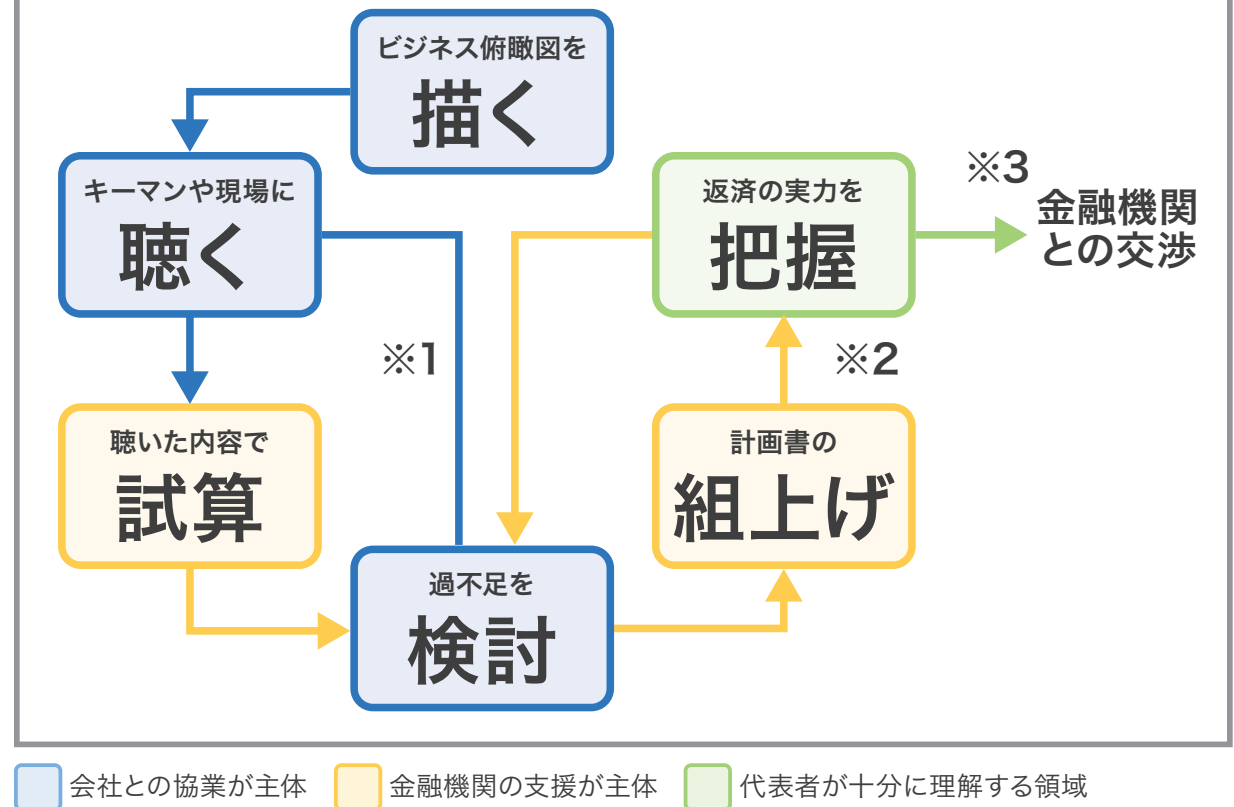 ビジネス俯瞰図を
描く
キーマンや現場に
聴く
聴いた内容で
試算
※1
過不足を
検討
計画書の
組上げ
※2
返済の実力を
把握
※3
金融機関
との交渉
会社との協業が主体
金融機関の支援が主体
代表者が十分に理解する領域